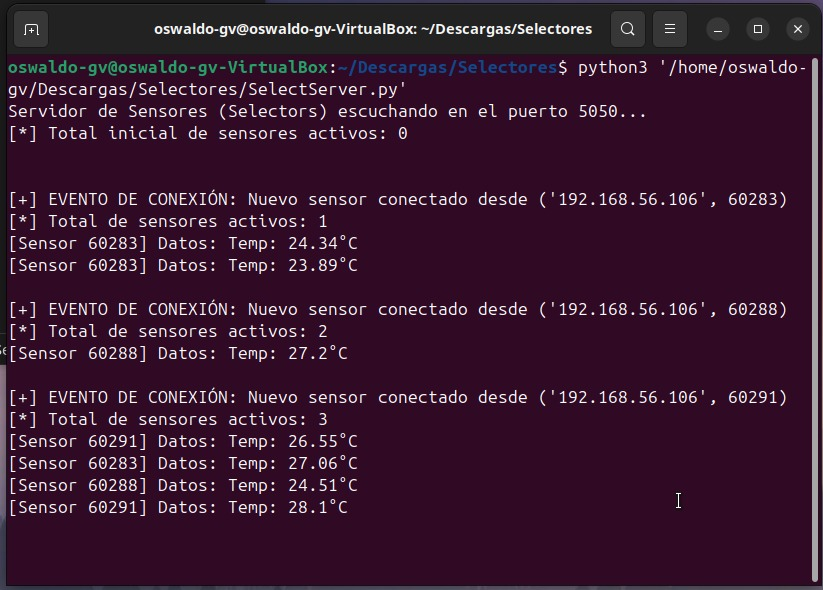 oswaldo-gv@oswaldo-gv-VirtualBox: ~/Descargas/Selectores
oswaldo-gv@oswaldo-gv-VirtualBox:~/Descargas/Selectores$ python3 '/home/oswaldo-
gv/Descargas/Selectores/SelectServer.py'
Servidor de Sensores (Selectors) escuchando en el puerto 5050...
[*] Total inicial de sensores activos: 0
[+] EVENTO DE CONEXIÓN: Nuevo sensor conectado desde ('192.168.56.106', 60283)
[*] Total de sensores activos: 1
[Sensor 60283] Datos: Temp: 24.34°C
[Sensor 60283] Datos: Temp: 23.89°C
[+] EVENTO DE CONEXIÓN: Nuevo sensor conectado desde ('192.168.56.106', 60288)
[*] Total de sensores activos: 2
[Sensor 60288] Datos: Temp: 27.2°C
[+] EVENTO DE CONEXIÓN: Nuevo sensor conectado desde ('192.168.56.106', 60291)
[*] Total de sensores activos: 3
[Sensor 60291] Datos: Temp: 26.55°C
[Sensor 60283] Datos: Temp: 27.06°C
[Sensor 60288] Datos: Temp: 24.51°C
[Sensor 60291] Datos: Temp: 28.1°C